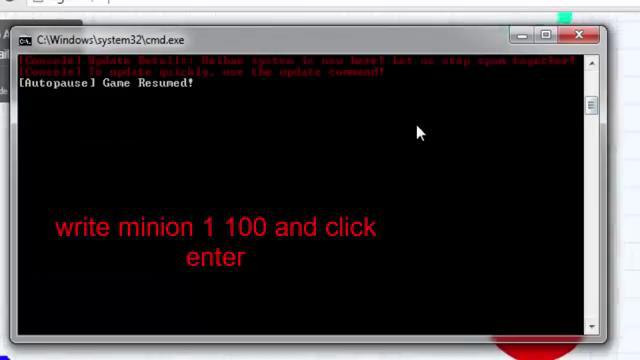 C:\Windows\system32\cmd.exe
[Console] Update Details: Mailban system is now here! Let us stop spam together!
[Console] To update quickly, use the update command!
[Autopause] Game Resumed!
write minion 1 100 and click
enter